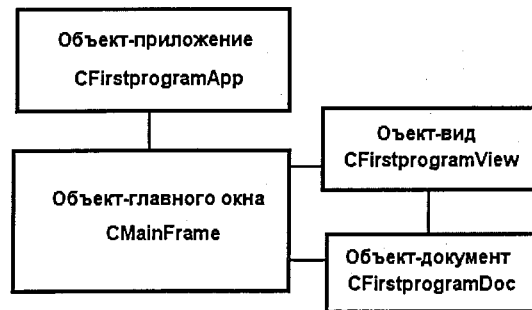 Объект-приложение
CFirstprogramApp
Оъект-вид
CFirstprogramView
Объект-главного окна
CMainFrame
Объект-документ
CFirstprogramDoc